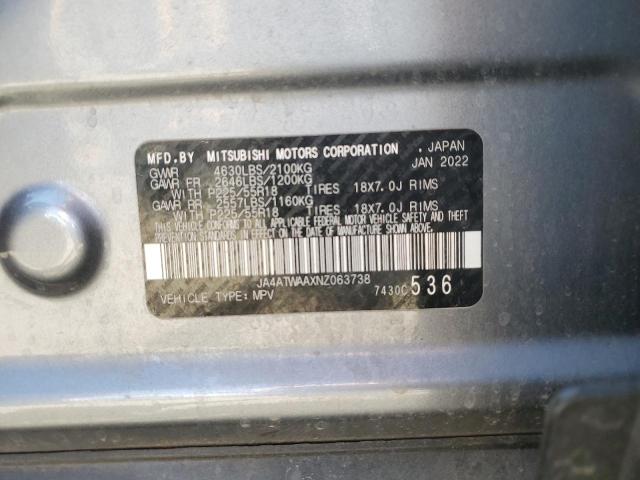 MFD.BY MITSUBISHI MOTORS CORPORATION , JAPAN
GVWR 4630LBS/2100KG JAN 2022
GAWR FR 2646LBS/1200KG
WITH P225/55R18 TIRES 18X7.0J RIMS
GAWR RR 2557LBS/1160KG
WITH P225/55R18 TIRES 18X7.0J RIMS
THIS VEHICLE CONFORMS TO ALL APPLICABLE FEDERAL MOTOR VEHICLE SAFETY AND THEFT
PREVENTION STANDARDS IN EFFECT ON THE DATE OF MANUFACTURE SHOWN ABOVE.
JA4ATWAAXNZ063738
VEHICLE TYPE: MPV 7430C 536